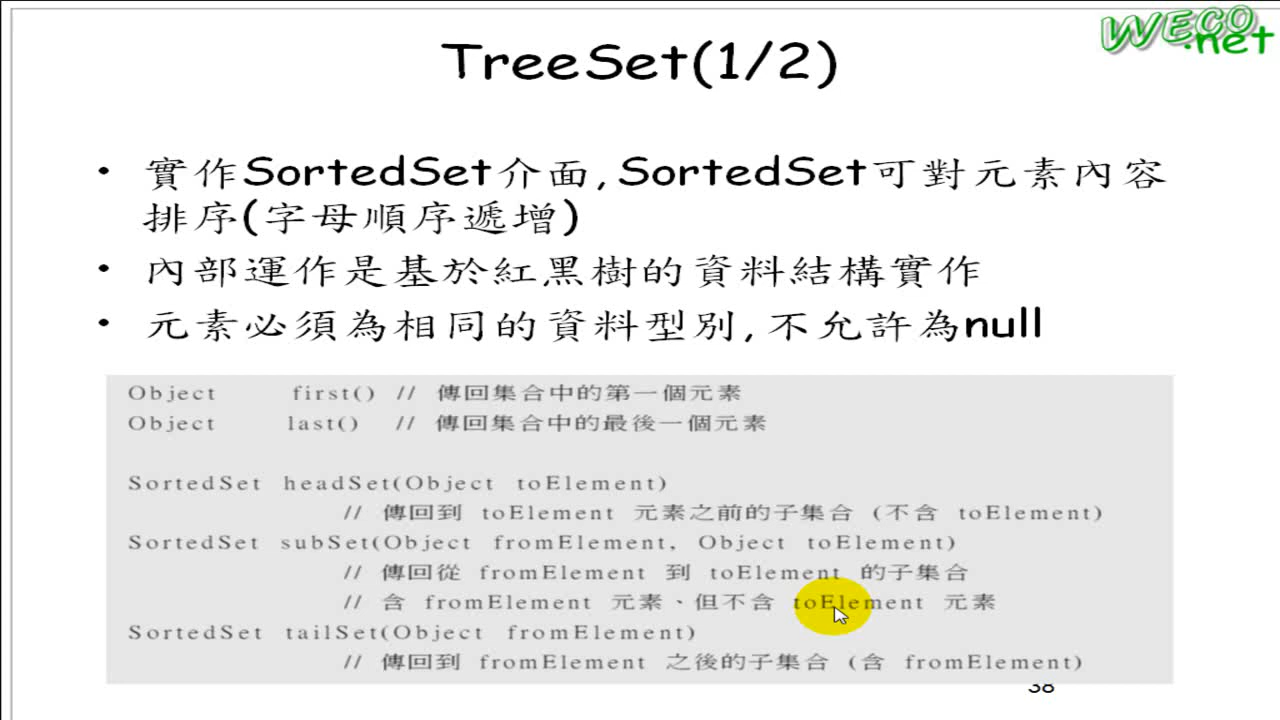 WECO.net
TreeSet(1/2)
• 實作SortedSet介面,SortedSet可對元素內容
排序(字母順序遞增)
• 內部運作是基於紅黑樹的資料結構實作
• 元素必須為相同的資料型別,不允許為null
Object first() // 傳回集合中的第一個元素
Object last() // 傳回集合中的最後一個元素
SortedSet headSet(Object toElement)
// 傳回到 toElement 元素之前的子集合 (不含 toElement)
SortedSet subSet(Object fromElement, Object toElement)
// 傳回從 fromElement 到 toElement 的子集合
// 含 fromElement 元素、但不含 toElement 元素
SortedSet tailSet(Object fromElement)
// 傳回到 fromElement 之後的子集合 (含 fromElement)
38